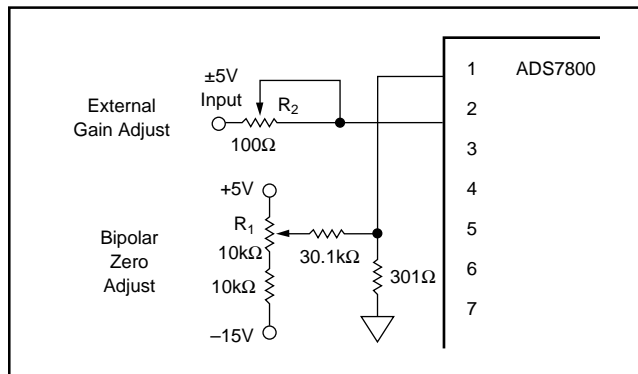 ±5V
Input
External
Gain Adjust
R2
100Ω
1 ADS7800
2
3
4
5
6
7
+5V
R1
10kΩ
30.1kΩ
Bipolar
Zero
Adjust
10kΩ
301Ω
–15V